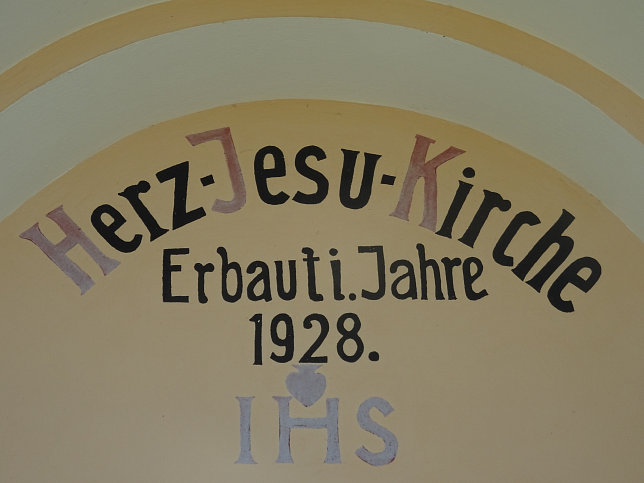 Herz-Jesu-Kirche
Erbaut i. Jahre
1928.
IHS